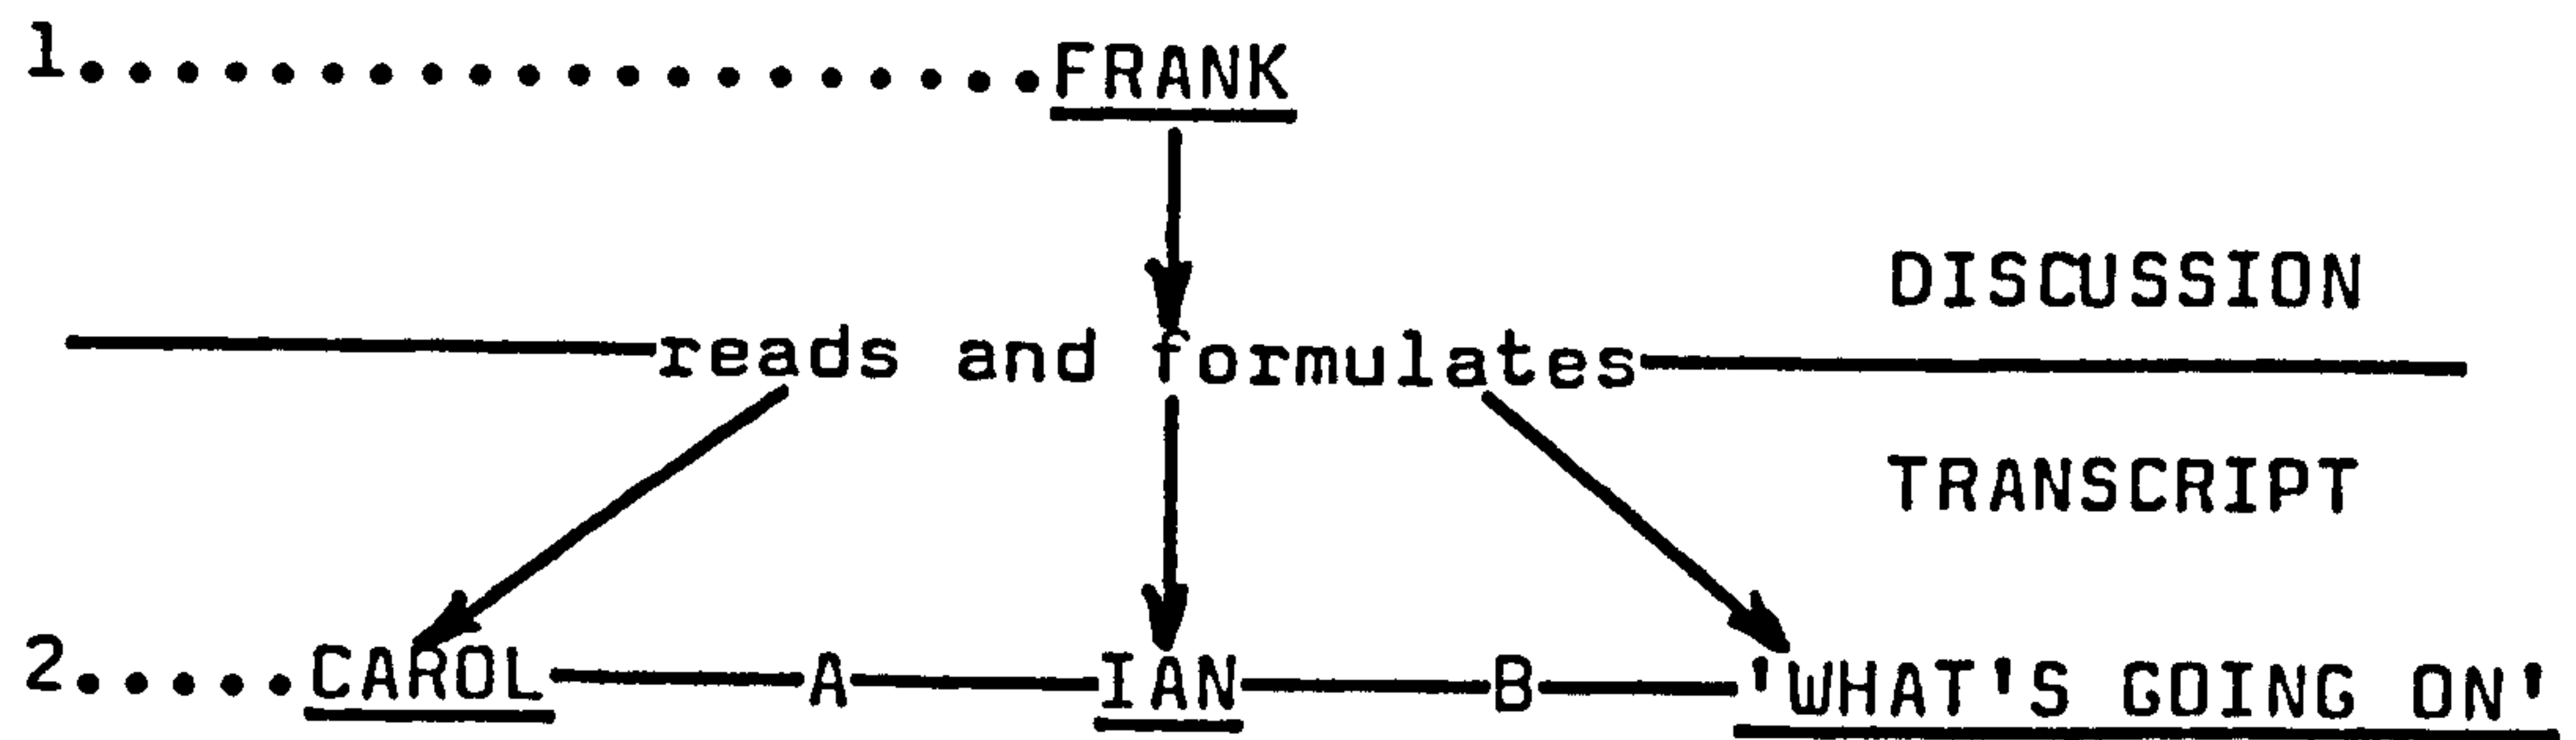 1....................FRANK
DISCUSSION
reads and formulates
TRANSCRIPT
2.....CAROL A IAN B 'WHAT'S GOING ON'